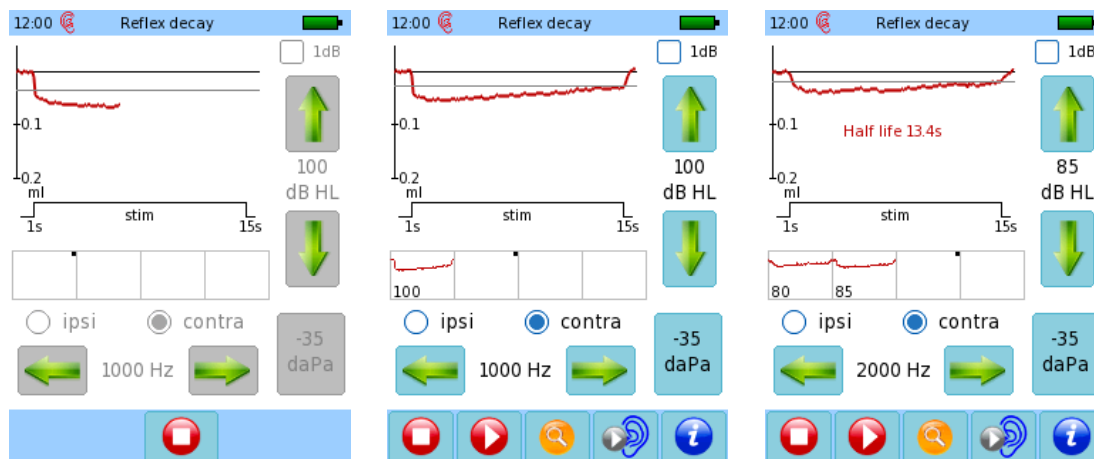 12:00 Reflex decay
1dB
0.1
100
dB HL
0.2
ml
stim
1s 15s
ipsi contra
-35
daPa
1000 Hz
12:00 Reflex decay
1dB
0.1
100
dB HL
0.2
ml
stim
1s 15s
100
ipsi contra
-35
daPa
1000 Hz
12:00 Reflex decay
1dB
0.1
Half life 13.4s
85
dB HL
0.2
ml
stim
1s 15s
80 85
ipsi contra
-35
daPa
2000 Hz
i
i